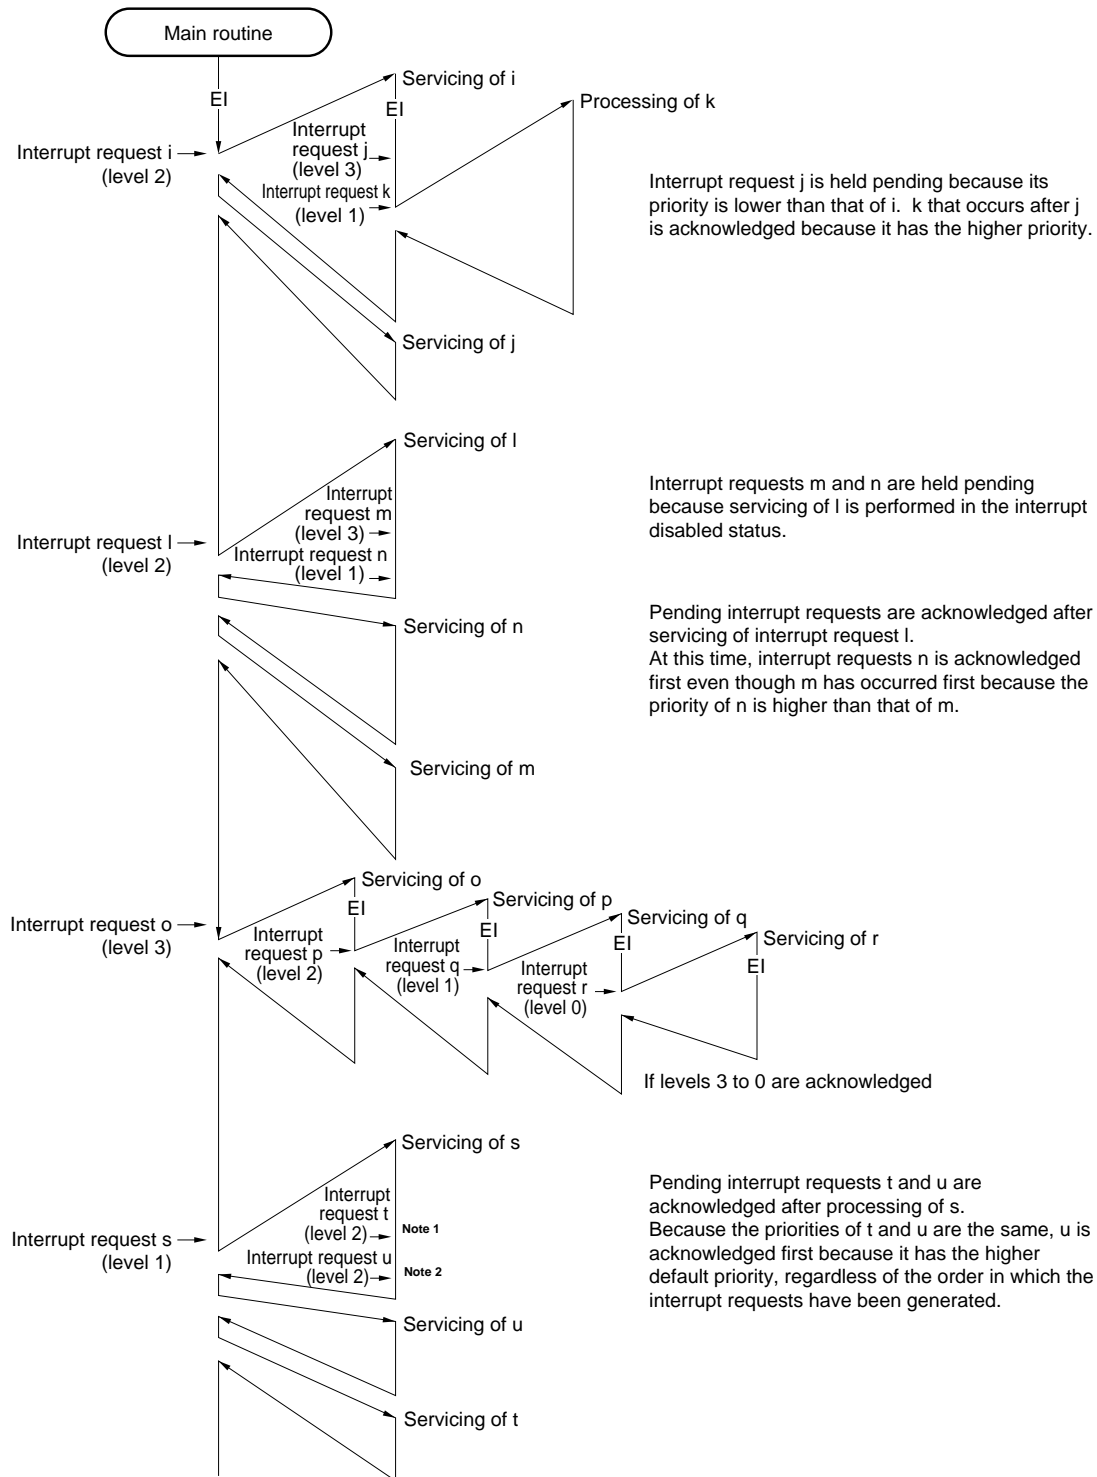 Main routine
EI
Servicing of i
EI
Processing of k
Interrupt request i
(level 2)
Interrupt
request j
(level 3)
Interrupt request k
(level 1)
Interrupt request j is held pending because its
priority is lower than that of i.  k that occurs after j
is acknowledged because it has the higher priority.
Servicing of j
Servicing of l
Interrupt request l
(level 2)
Interrupt
request m
(level 3)
Interrupt request n
(level 1)
Interrupt requests m and n are held pending
because servicing of l is performed in the interrupt
disabled status.
Servicing of n
Pending interrupt requests are acknowledged after
servicing of interrupt request l.
At this time, interrupt requests n is acknowledged
first even though m has occurred first because the
priority of n is higher than that of m.
Servicing of m
Interrupt request o
(level 3)
Servicing of o
EI
Interrupt
request p
(level 2)
Servicing of p
EI
Interrupt
request q
(level 1)
Servicing of q
EI
Interrupt
request r
(level 0)
Servicing of r
EI
If levels 3 to 0 are acknowledged
Servicing of s
Interrupt request s
(level 1)
Interrupt
request t
(level 2)
Note 1
Interrupt request u
(level 2)
Note 2
Pending interrupt requests t and u are
acknowledged after processing of s.
Because the priorities of t and u are the same, u is
acknowledged first because it has the higher
default priority, regardless of the order in which the
interrupt requests have been generated.
Servicing of u
Servicing of t